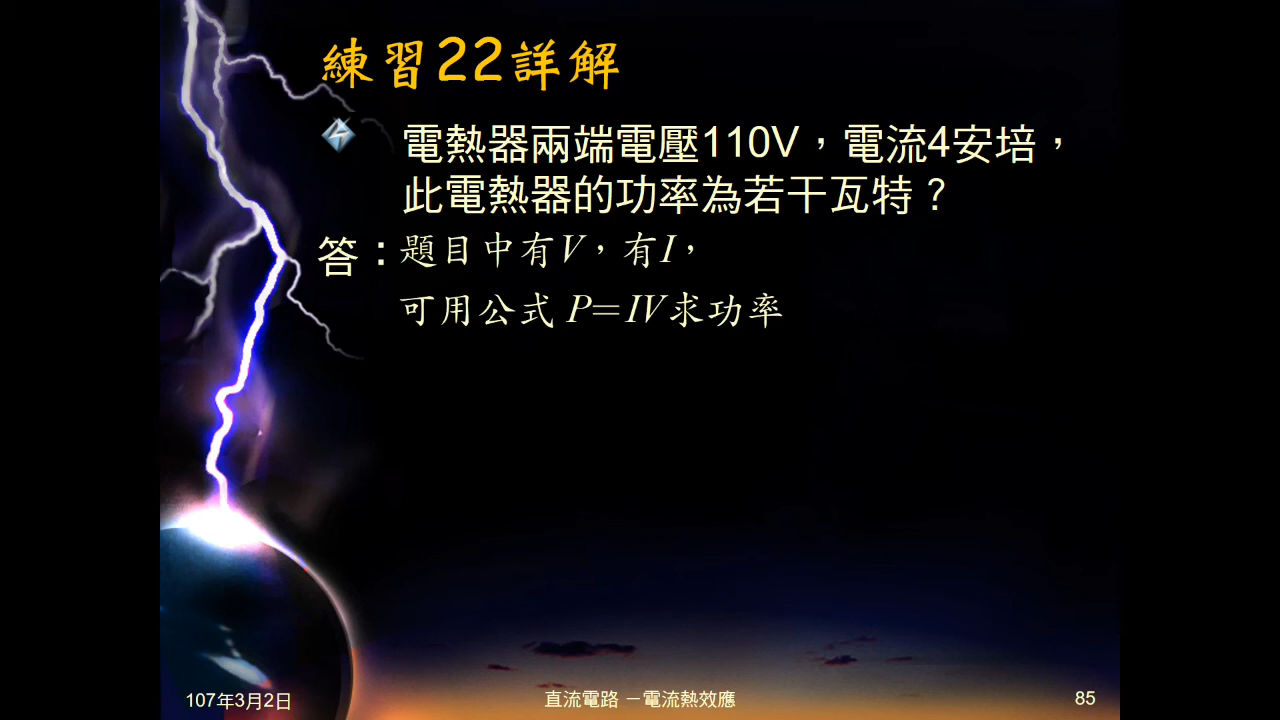 練習22詳解
電熱器兩端電壓110V，電流4安培，
此電熱器的功率為若干瓦特？
答：題目中有V，有I，
可用公式 P=IV求功率
107年3月2日
直流電路 －電流熱效應
85